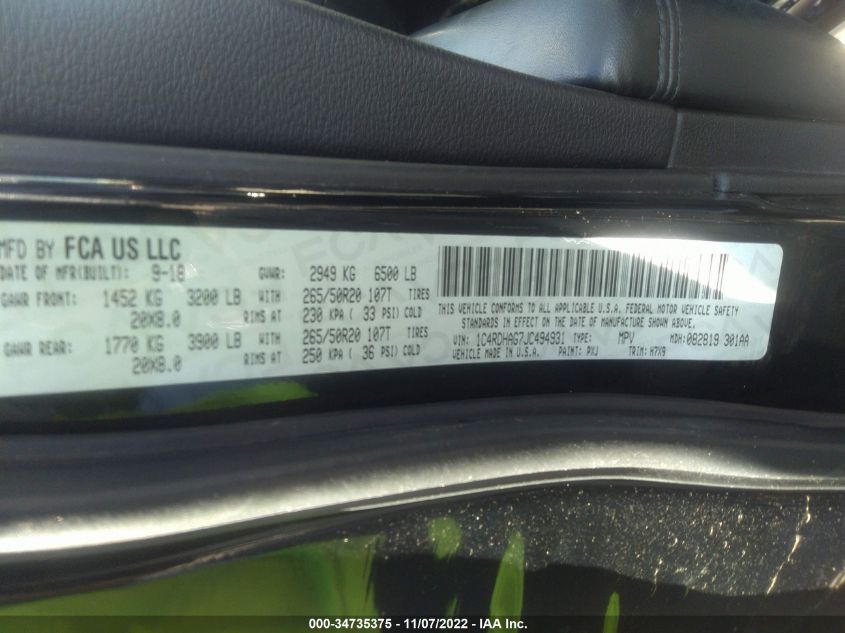 MFD BY FCA US LLC
DATE OF MFR(BUILT): 9-18 GVWR: 2949 KG 6500 LB
GAWR FRONT: 1452 KG 3200 LB WITH 265/50R20 107T TIRES
20X8.0 RIMS AT 230 KPA ( 33 PSI) COLD
GAWR REAR: 1770 KG 3900 LB WITH 265/50R20 107T TIRES
20X8.0 RIMS AT 250 KPA ( 36 PSI) COLD
THIS VEHICLE CONFORMS TO ALL APPLICABLE U.S.A. FEDERAL MOTOR VEHICLE SAFETY
STANDARDS IN EFFECT ON THE DATE OF MANUFACTURE SHOWN ABOVE.
VIN: 1C4RDHAG7JC494931 TYPE: MPV MDH: 082819 301AA
VEHICLE MADE IN U.S.A. PAINT: PXJ TRIM: H7X9
000-34735375 - 11/07/2022 - IAA Inc.